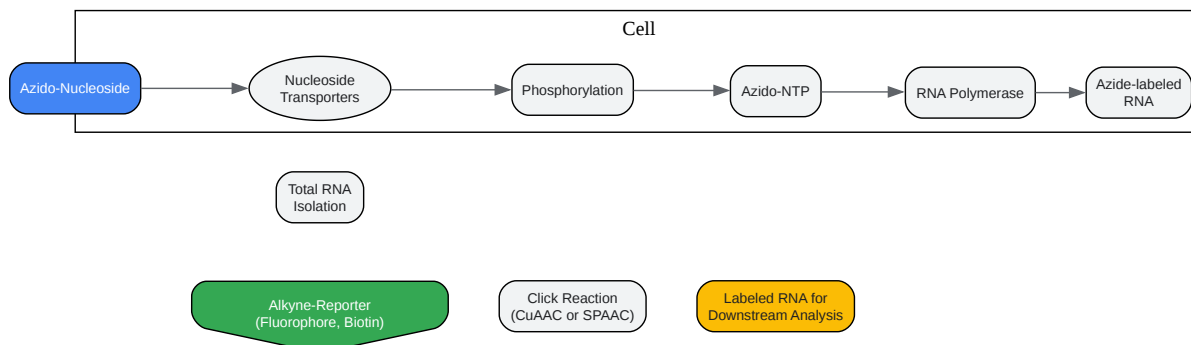 Cell
Azido-Nucleoside
Nucleoside
Transporters
Phosphorylation
Azido-NTP
RNA Polymerase
Azide-labeled
RNA
Total RNA
Isolation
Alkyne-Reporter
(Fluorophore, Biotin)
Click Reaction
(CuAAC or SPAAC)
Labeled RNA for
Downstream Analysis